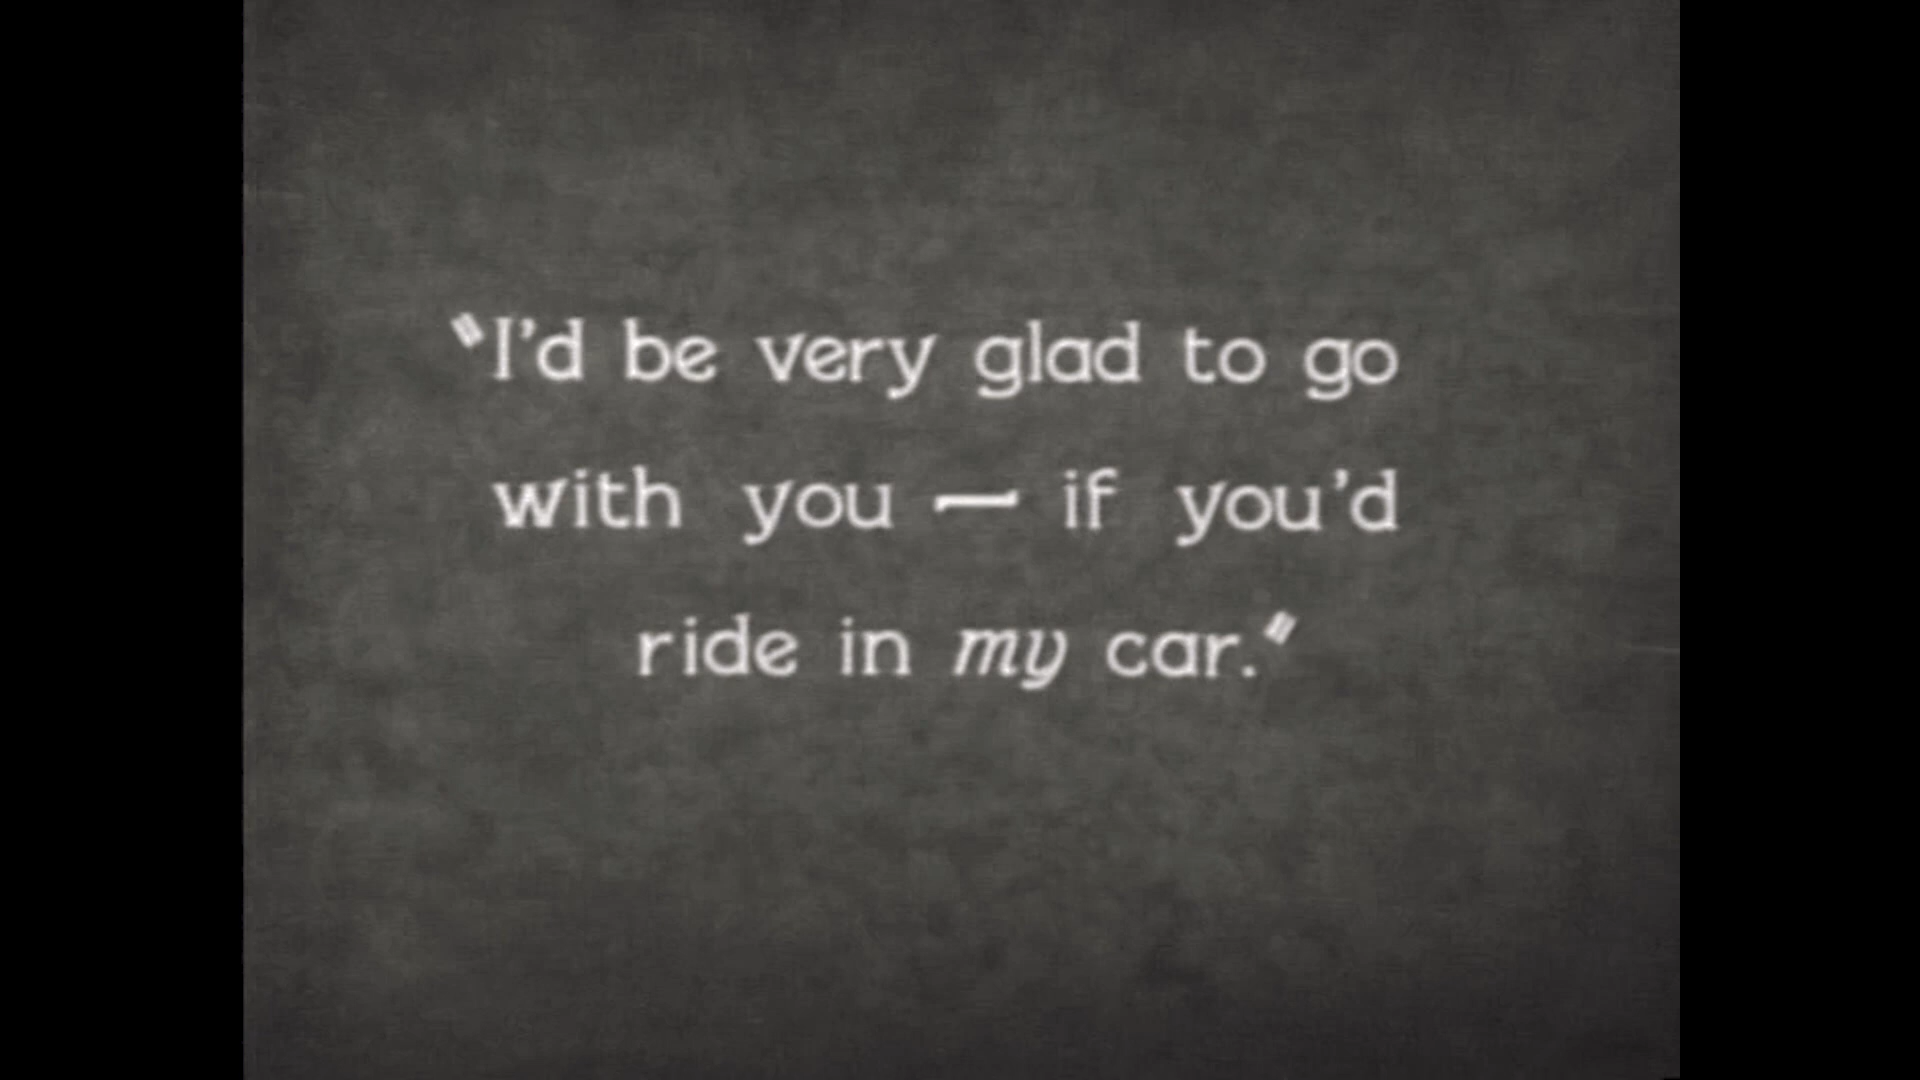 "I'd be very glad to go
with you — if you'd
ride in my car."